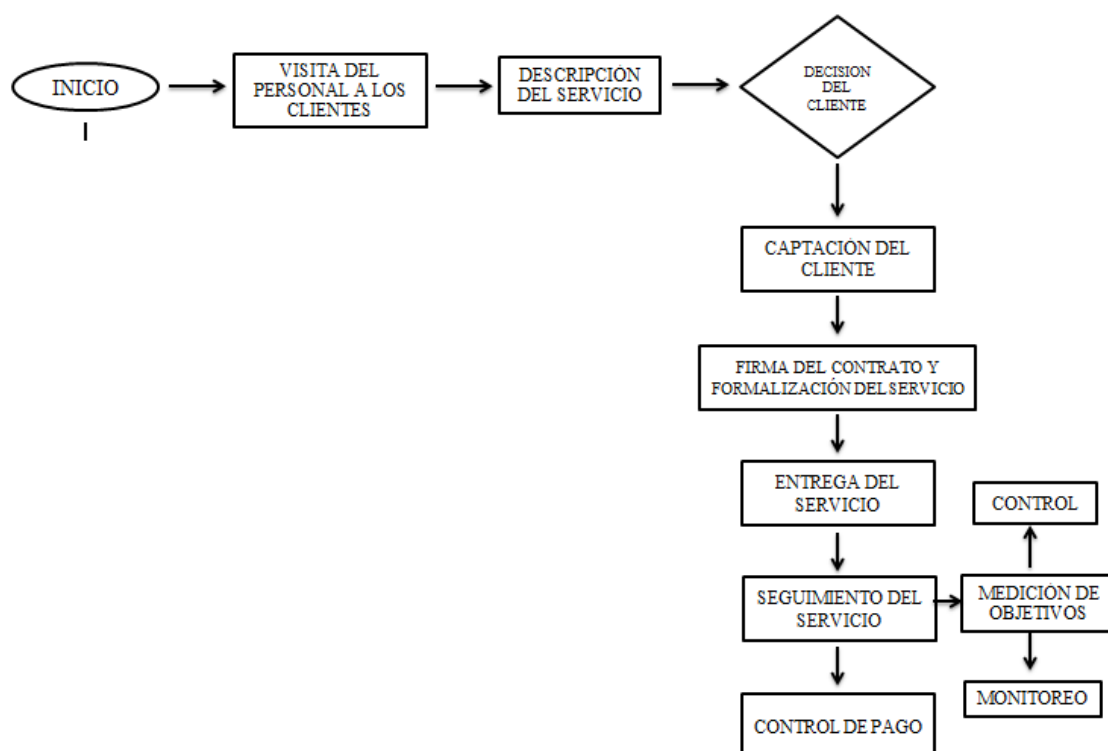 INICIO
VISITA DEL
PERSONAL A LOS
CLIENTES
DESCRIPCIÓN
DEL SERVICIO
DECISION
DEL
CLIENTE
CAPTACIÓN DEL
CLIENTE
FIRMA DEL CONTRATO Y
FORMALIZACIÓN DEL SERVICIO
ENTREGA DEL
SERVICIO
CONTROL
SEGUIMIENTO DEL
SERVICIO
MEDICIÓN DE
OBJETIVOS
MONITOREO
CONTROL DE PAGO